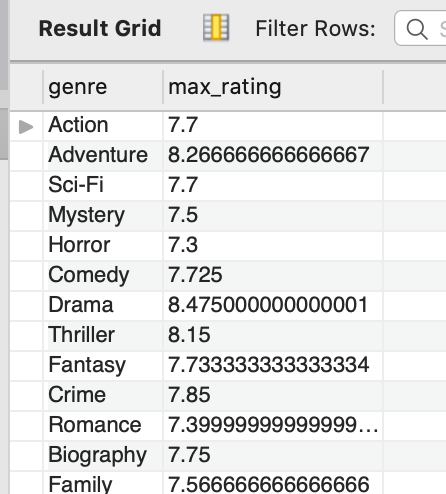 Result Grid Filter Rows:
genre max_rating
Action 7.7
Adventure 8.266666666666667
Sci-Fi 7.7
Mystery 7.5
Horror 7.3
Comedy 7.725
Drama 8.475000000000001
Thriller 8.15
Fantasy 7.733333333333334
Crime 7.85
Romance 7.39999999999999...
Biography 7.75
Family 7.566666666666666